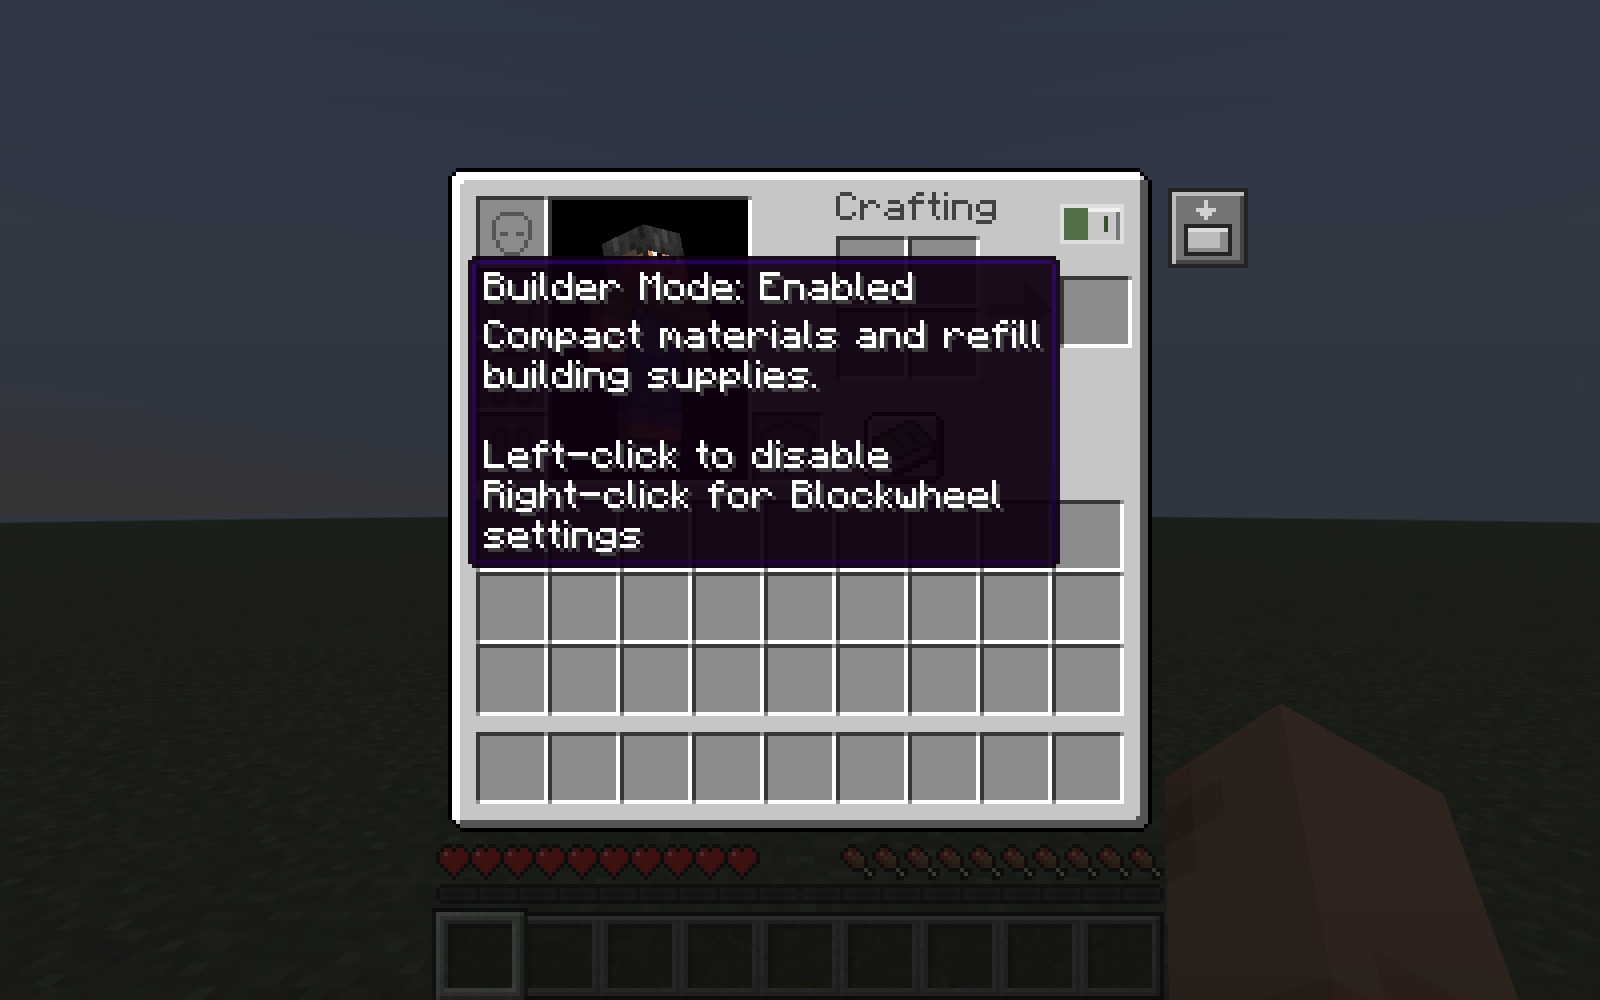 Crafting
Builder Mode: Enabled
Compact materials and refill
building supplies.
Left-click to disable
Right-click for Blockwheel
settings